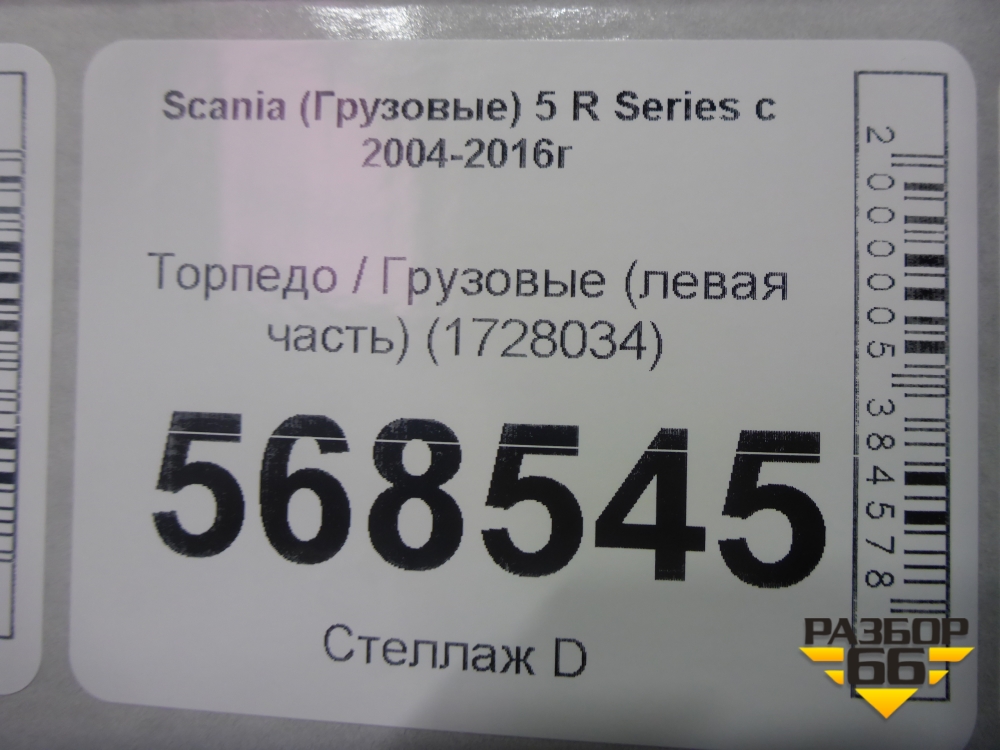 Scania (Грузовые) 5 R Series с
2004-2016г
Торпедо / Грузовые (левая
часть) (1728034)
568545
Стеллаж D
2000005384578
РАЗБОР
66